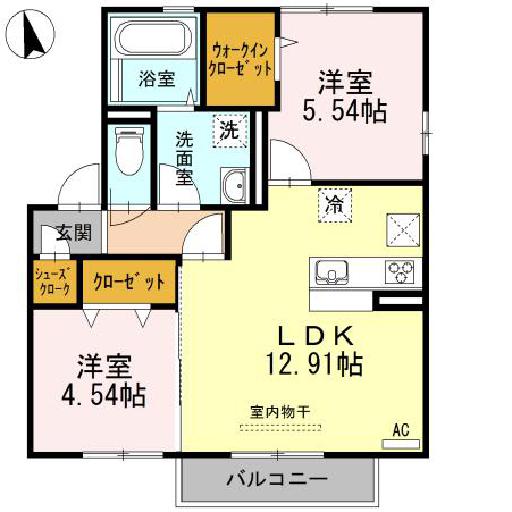 浴室
ウォークイン
クローゼット
洋室
5.54帖
洗
洗面室
冷
玄関
シューズ
クローク
クローゼット
LDK
12.91帖
洋室
4.54帖
室内物干
AC
バルコニー